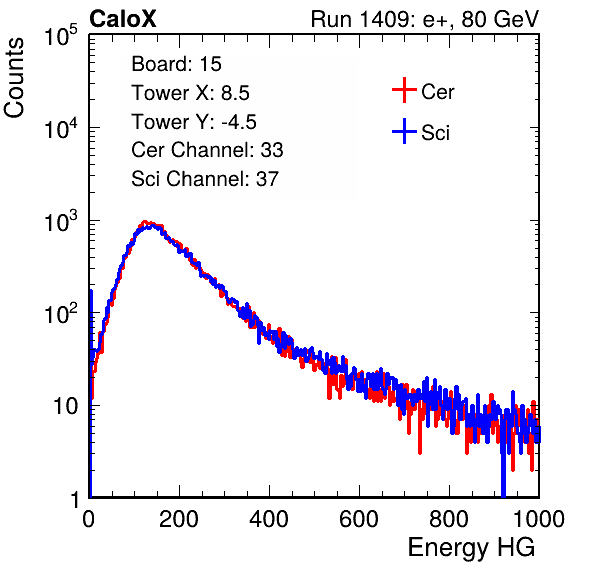 CaloX Run 1409: e+, 80 GeV
Counts
Board: 15
Tower X: 8.5
Tower Y: -4.5
Cer Channel: 33
Sci Channel: 37
Cer
Sci
10^5
10^4
10^3
10^2
10
1
0 200 400 600 800 1000
Energy HG